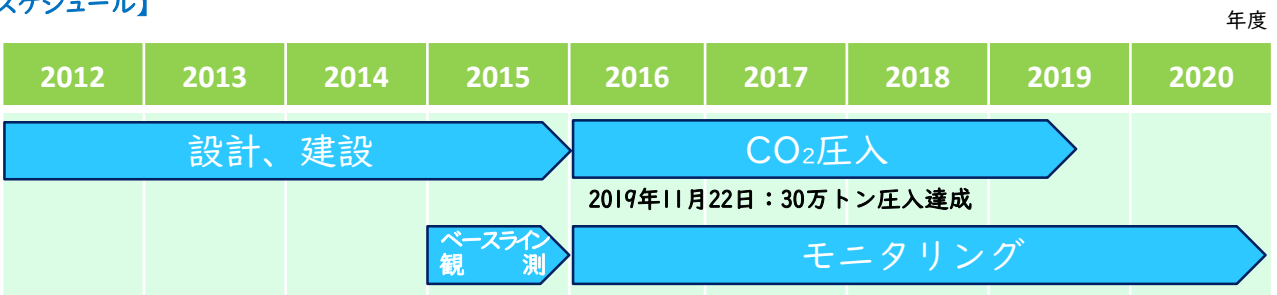 スケジュール】
年度
2012 2013 2014 2015 2016 2017 2018 2019 2020
設計、建設 CO₂圧入
2019年11月22日：30万トン圧入達成
ベースライン
観　　測 モニタリング